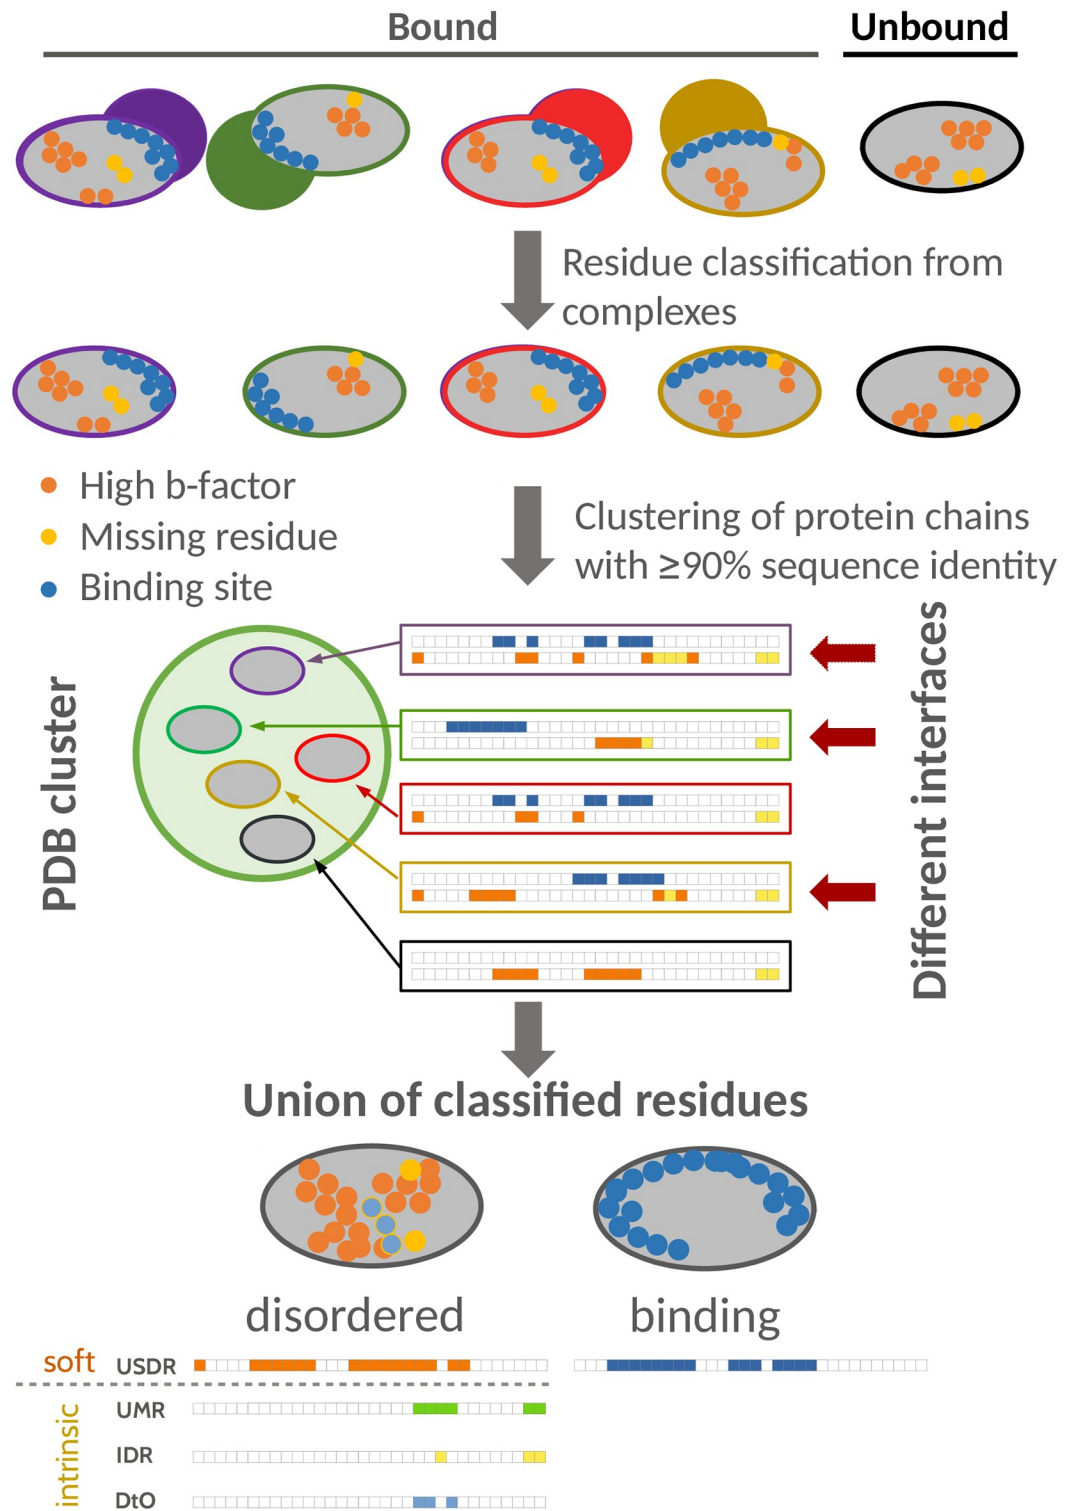 Bound
Unbound
Residue classification from
complexes
High b-factor
Missing residue
Binding site
Clustering of protein chains
with ≥90% sequence identity
PDB cluster
Different interfaces
Union of classified residues
disordered
binding
soft
USDR
intrinsic
UMR
IDR
DtO